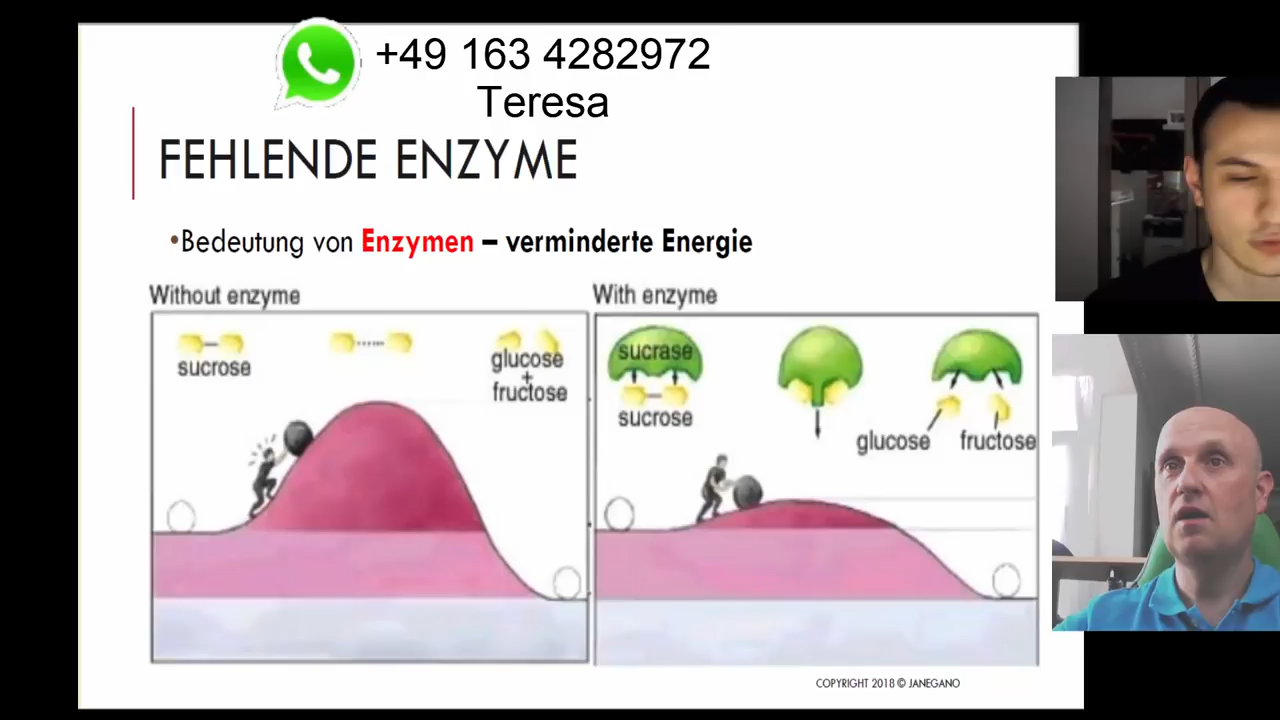 +49 163 4282972
Teresa
FEHLENDE ENZYME
•Bedeutung von Enzymen – verminderte Energie
Without enzyme
With enzyme
sucrose
glucose
+
fructose
sucrase
sucrose
glucose
fructose
COPYRIGHT 2018 © JANEGANO